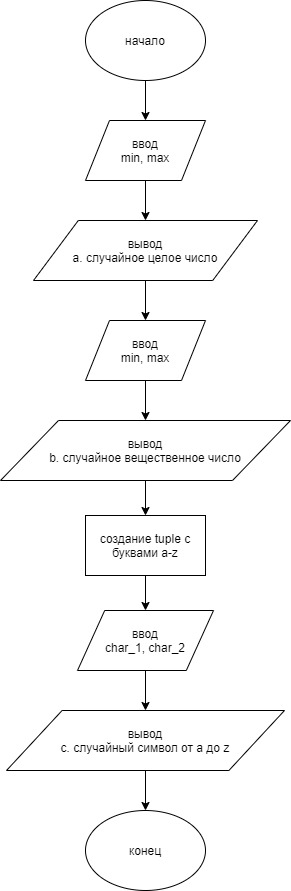 начало
ввод
min, max
вывод
a. случайное целое число
ввод
min, max
вывод
b. случайное вещественное число
создание tuple с
буквами a-z
ввод
char_1, char_2
вывод
c. случайный символ от a до z
конец